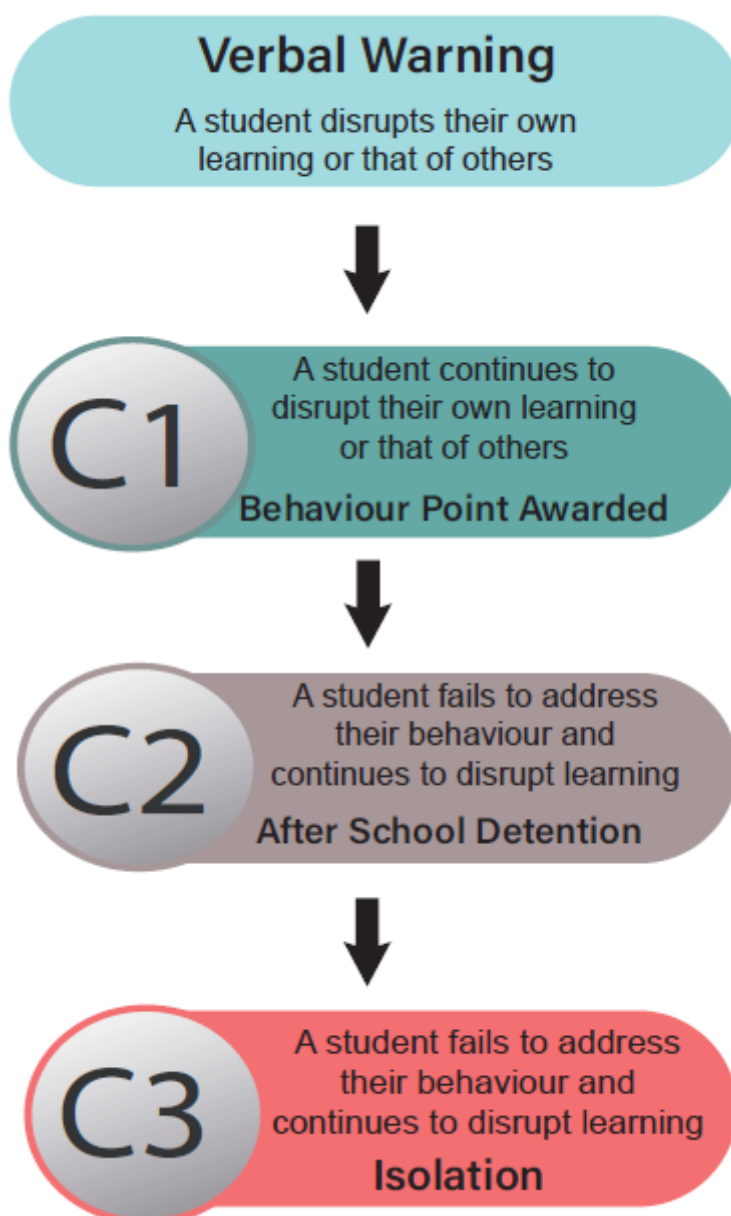 Verbal Warning
A student disrupts their own
learning or that of others
C1
A student continues to
disrupt their own learning
or that of others
Behaviour Point Awarded
C2
A student fails to address
their behaviour and
continues to disrupt learning
After School Detention
C3
A student fails to address
their behaviour and
continues to disrupt learning
Isolation